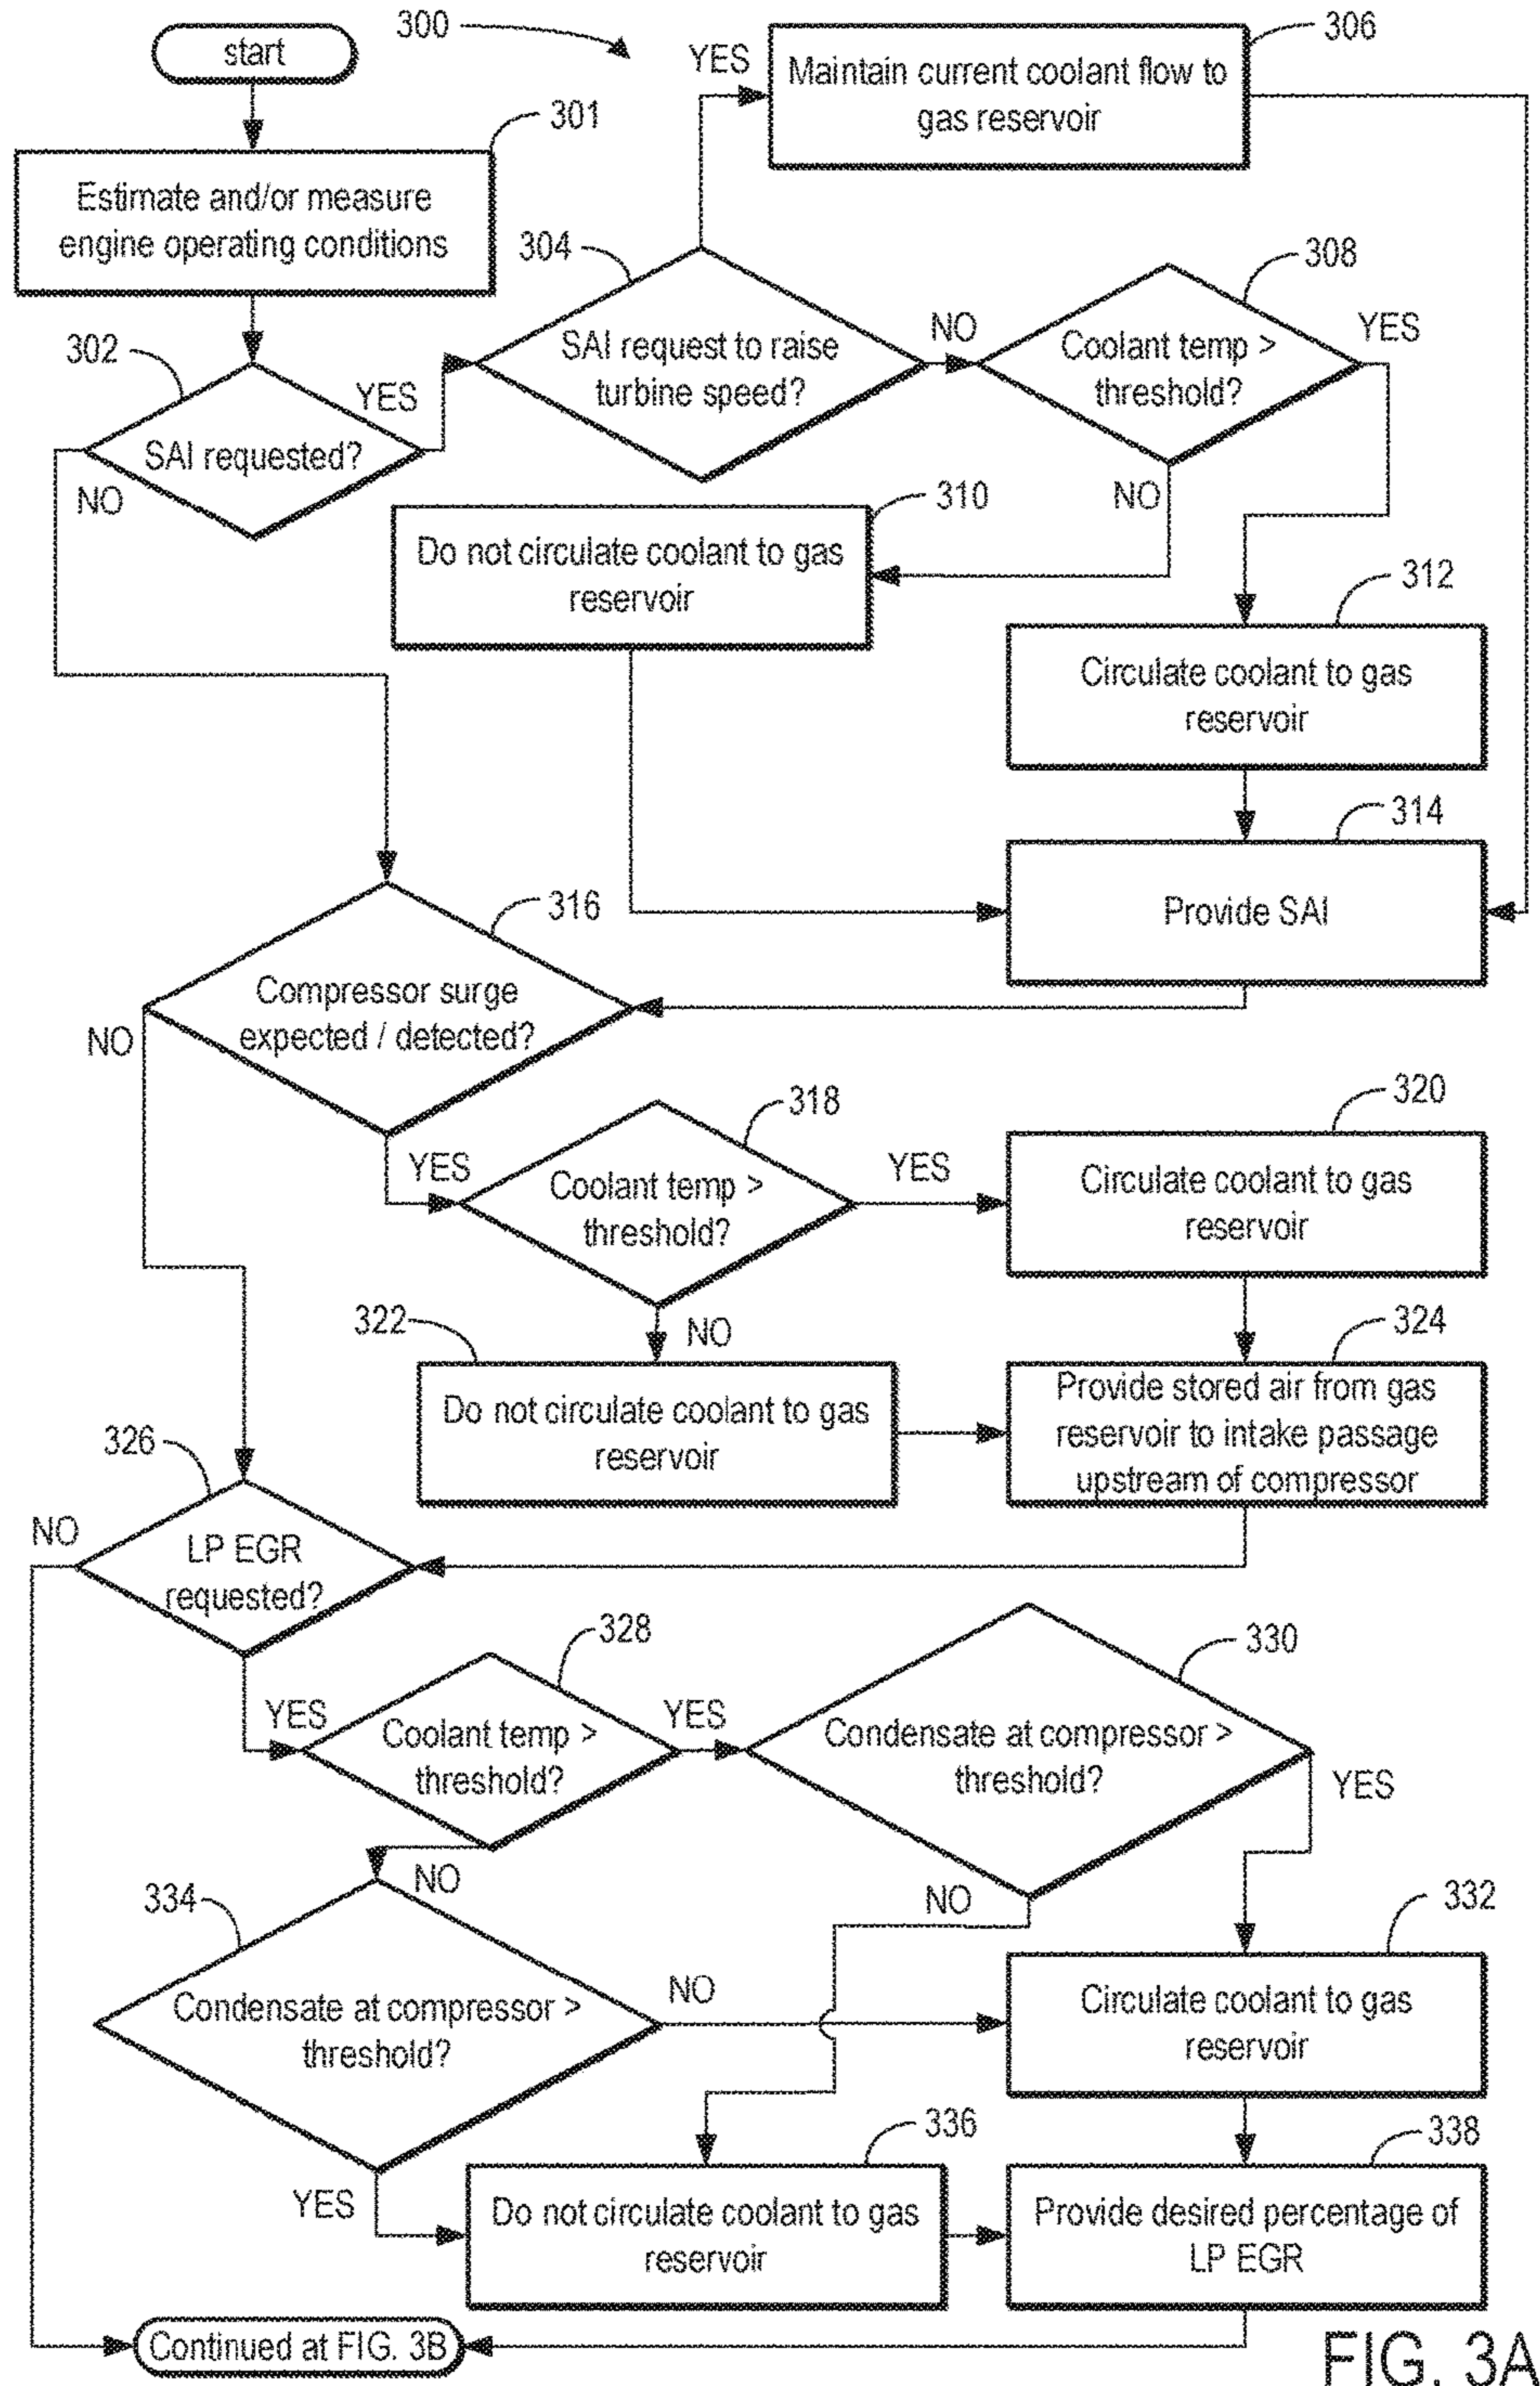 start
300
YES
Maintain current coolant flow to
gas reservoir
306
301
Estimate and/or measure
engine operating conditions
304
308
302
YES
SAI requested?
NO
SAI request to raise
turbine speed?
NO
Coolant temp >
threshold?
YES
NO
310
Do not circulate coolant to gas
reservoir
312
Circulate coolant to gas
reservoir
314
Provide SAI
316
Compressor surge
expected / detected?
NO
YES
318
Coolant temp >
threshold?
YES
320
Circulate coolant to gas
reservoir
NO
322
Do not circulate coolant to gas
reservoir
324
Provide stored air from gas
reservoir to intake passage
upstream of compressor
326
NO
LP EGR
requested?
YES
328
Coolant temp >
threshold?
YES
330
Condensate at compressor >
threshold?
YES
NO
NO
334
Condensate at compressor >
threshold?
NO
332
Circulate coolant to gas
reservoir
YES
336
Do not circulate coolant to gas
reservoir
338
Provide desired percentage of
LP EGR
Continued at FIG. 3B
FIG. 3A